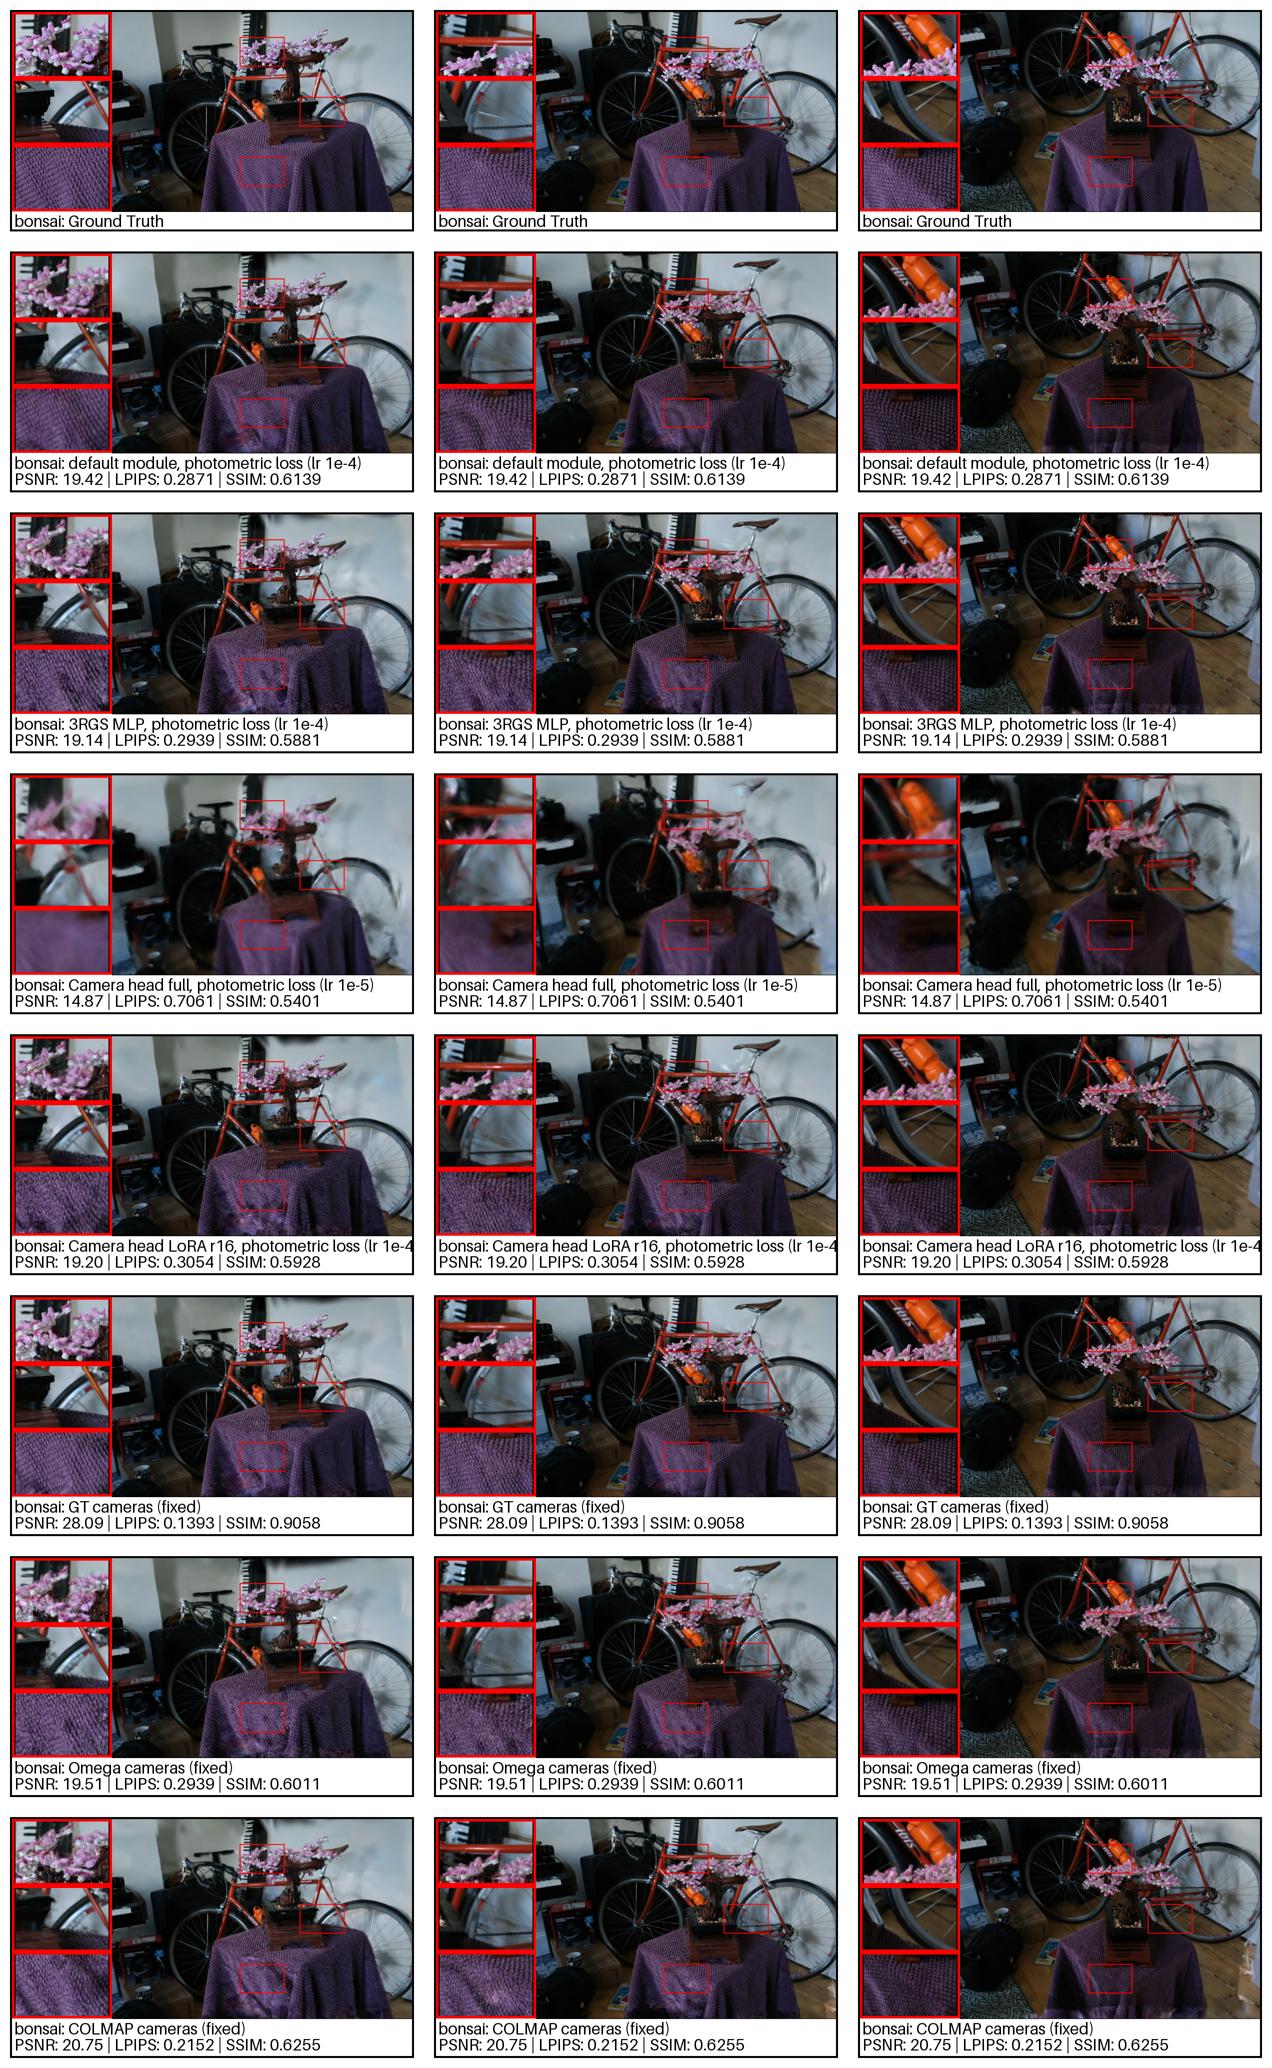 bonsai: Ground Truth
bonsai: Ground Truth
bonsai: Ground Truth
bonsai: default module, photometric loss (lr 1e-4)
PSNR: 19.42 | LPIPS: 0.2871 | SSIM: 0.6139
bonsai: default module, photometric loss (lr 1e-4)
PSNR: 19.42 | LPIPS: 0.2871 | SSIM: 0.6139
bonsai: default module, photometric loss (lr 1e-4)
PSNR: 19.42 | LPIPS: 0.2871 | SSIM: 0.6139
bonsai: 3RGS MLP, photometric loss (lr 1e-4)
PSNR: 19.14 | LPIPS: 0.2939 | SSIM: 0.5881
bonsai: 3RGS MLP, photometric loss (lr 1e-4)
PSNR: 19.14 | LPIPS: 0.2939 | SSIM: 0.5881
bonsai: 3RGS MLP, photometric loss (lr 1e-4)
PSNR: 19.14 | LPIPS: 0.2939 | SSIM: 0.5881
bonsai: Camera head full, photometric loss (lr 1e-5)
PSNR: 14.87 | LPIPS: 0.7061 | SSIM: 0.5401
bonsai: Camera head full, photometric loss (lr 1e-5)
PSNR: 14.87 | LPIPS: 0.7061 | SSIM: 0.5401
bonsai: Camera head full, photometric loss (lr 1e-5)
PSNR: 14.87 | LPIPS: 0.7061 | SSIM: 0.5401
bonsai: Camera head LoRA r16, photometric loss (lr 1e-4
PSNR: 19.20 | LPIPS: 0.3054 | SSIM: 0.5928
bonsai: Camera head LoRA r16, photometric loss (lr 1e-4
PSNR: 19.20 | LPIPS: 0.3054 | SSIM: 0.5928
bonsai: Camera head LoRA r16, photometric loss (lr 1e-4
PSNR: 19.20 | LPIPS: 0.3054 | SSIM: 0.5928
bonsai: GT cameras (fixed)
PSNR: 28.09 | LPIPS: 0.1393 | SSIM: 0.9058
bonsai: GT cameras (fixed)
PSNR: 28.09 | LPIPS: 0.1393 | SSIM: 0.9058
bonsai: GT cameras (fixed)
PSNR: 28.09 | LPIPS: 0.1393 | SSIM: 0.9058
bonsai: Omega cameras (fixed)
PSNR: 19.51 | LPIPS: 0.2939 | SSIM: 0.6011
bonsai: Omega cameras (fixed)
PSNR: 19.51 | LPIPS: 0.2939 | SSIM: 0.6011
bonsai: Omega cameras (fixed)
PSNR: 19.51 | LPIPS: 0.2939 | SSIM: 0.6011
bonsai: COLMAP cameras (fixed)
PSNR: 20.75 | LPIPS: 0.2152 | SSIM: 0.6255
bonsai: COLMAP cameras (fixed)
PSNR: 20.75 | LPIPS: 0.2152 | SSIM: 0.6255
bonsai: COLMAP cameras (fixed)
PSNR: 20.75 | LPIPS: 0.2152 | SSIM: 0.6255